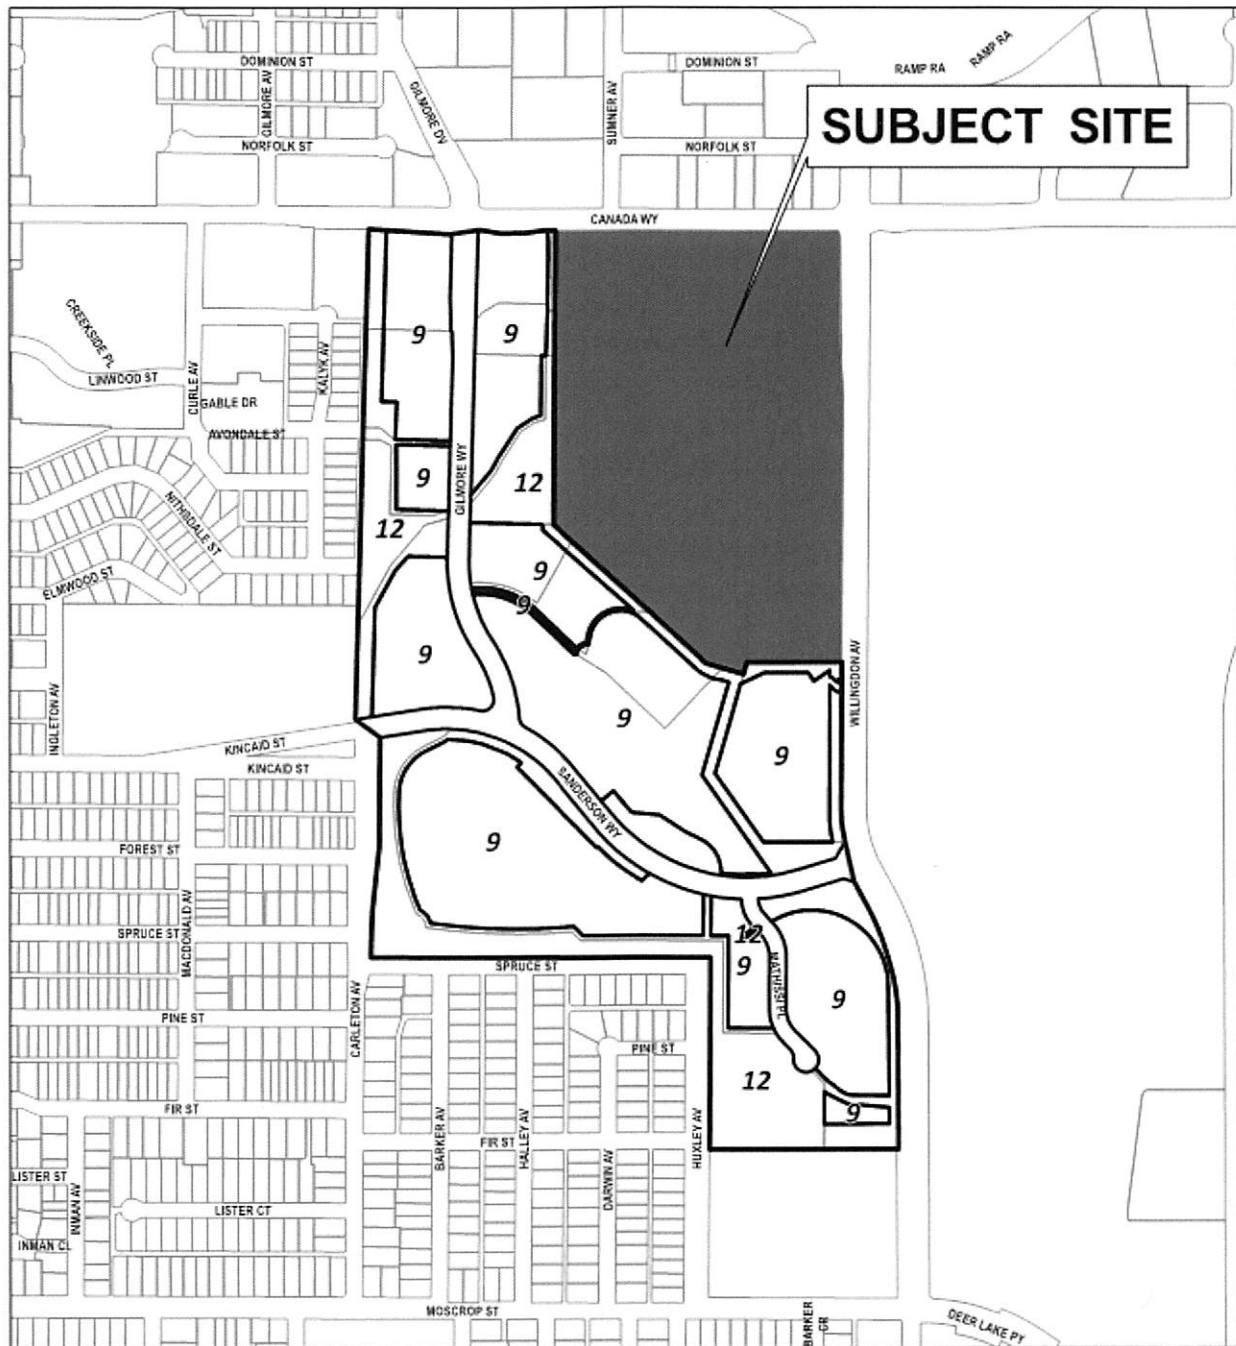 DOMINION ST
DOMINION ST
RAMP RA
RAMP RA
GILMORE AV
GILMORE DV
SUMNER AV
SUBJECT SITE
NORFOLK ST
NORFOLK ST
CANADA WY
CREEKSIDE PL
LINWOOD ST
CURLE AV
KALYK AV
GABLE DR
AVONDALE ST
9
9
GILMORE WY
9
12
12
NITHSDALE ST
ELMWOOD ST
9
9
9
9
WILLINGDON AV
INGLETON AV
KINCAID ST
KINCAID ST
9
SANDERSON WY
9
FOREST ST
MACDONALD AV
SPRUCE ST
12
9
MATHISSI PL
9
SPRUCE ST
PINE ST
CARLETON AV
PINE ST
12
9
FIR ST
FIR ST
BARKER AV
HALLEY AV
DARWIN AV
HUXLEY AV
LISTER ST
INMAN AV
LISTER CT
INMAN CL
MOSCROP ST
BARKER CR
DEER LAKE PY